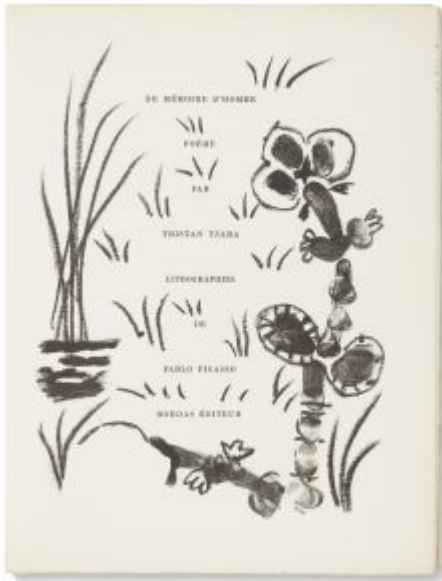 DE MÉMOIRE D'HOMME
POÈME
PAR
TRISTAN TZARA
LITHOGRAPHIES
DE
PABLO PICASSO
BORDAS ÉDITEUR